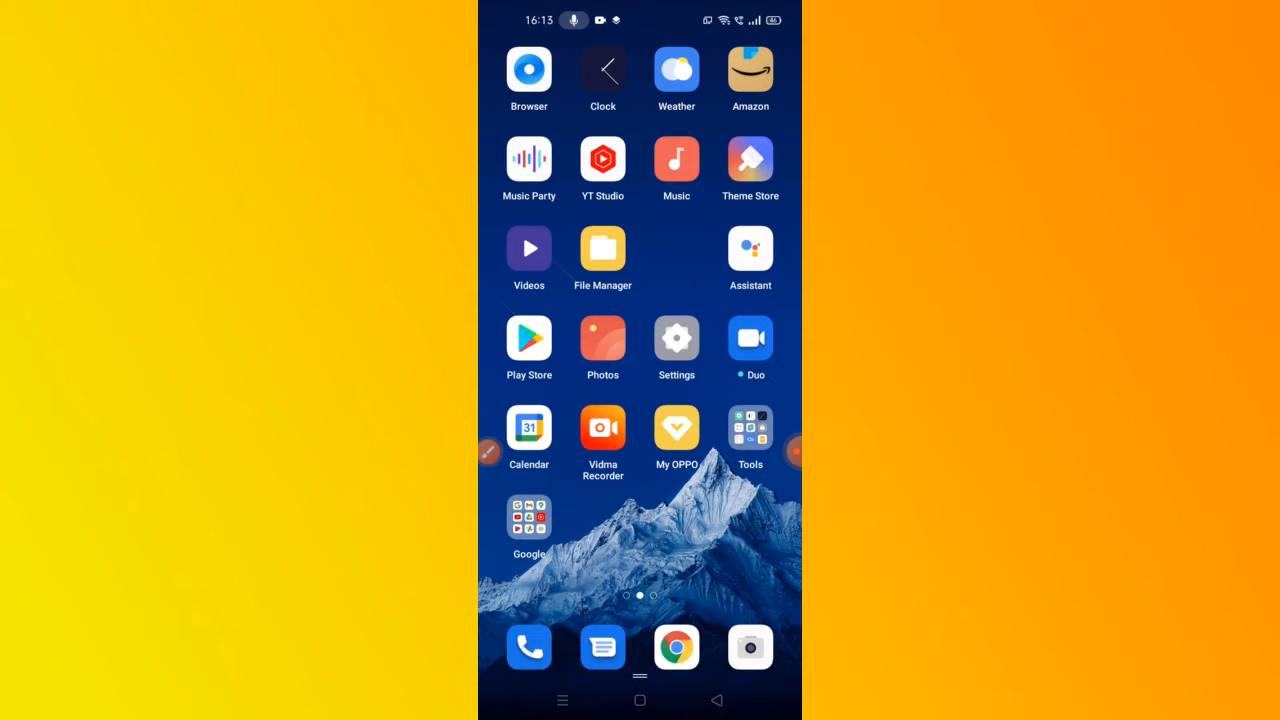 16:13
46
Browser
Clock
Weather
Amazon
Music Party
YT Studio
Music
Theme Store
Videos
File Manager
Assistant
Play Store
Photos
Settings
Duo
31
Calendar
Vidma
Recorder
My OPPO
Tools
Google